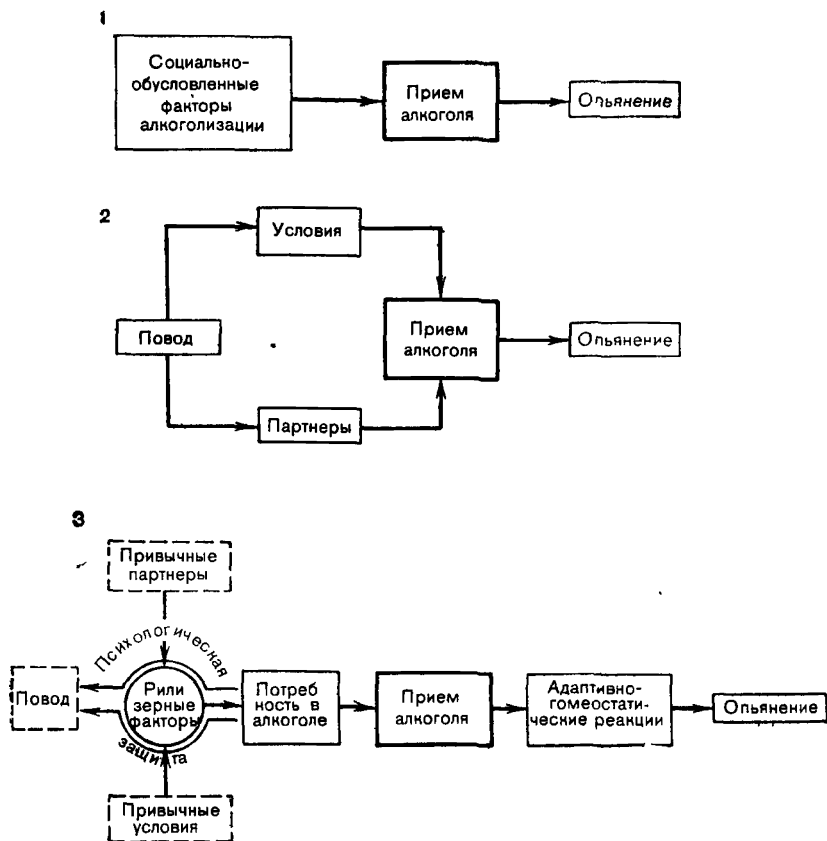 1
Социально-
обусловленные
факторы
алкоголизации
Прием
алкоголя
Опьянение
2
Условия
Повод
Прием
алкоголя
Опьянение
Партнеры
3
Привычные
партнеры
Психологическая
защита
Повод
Рили
зерные
факторы
Потреб
ность в
алкоголе
Прием
алкоголя
Адаптивно-
гомеостати-
ческие реакции
Опьянение
Привычные
условия